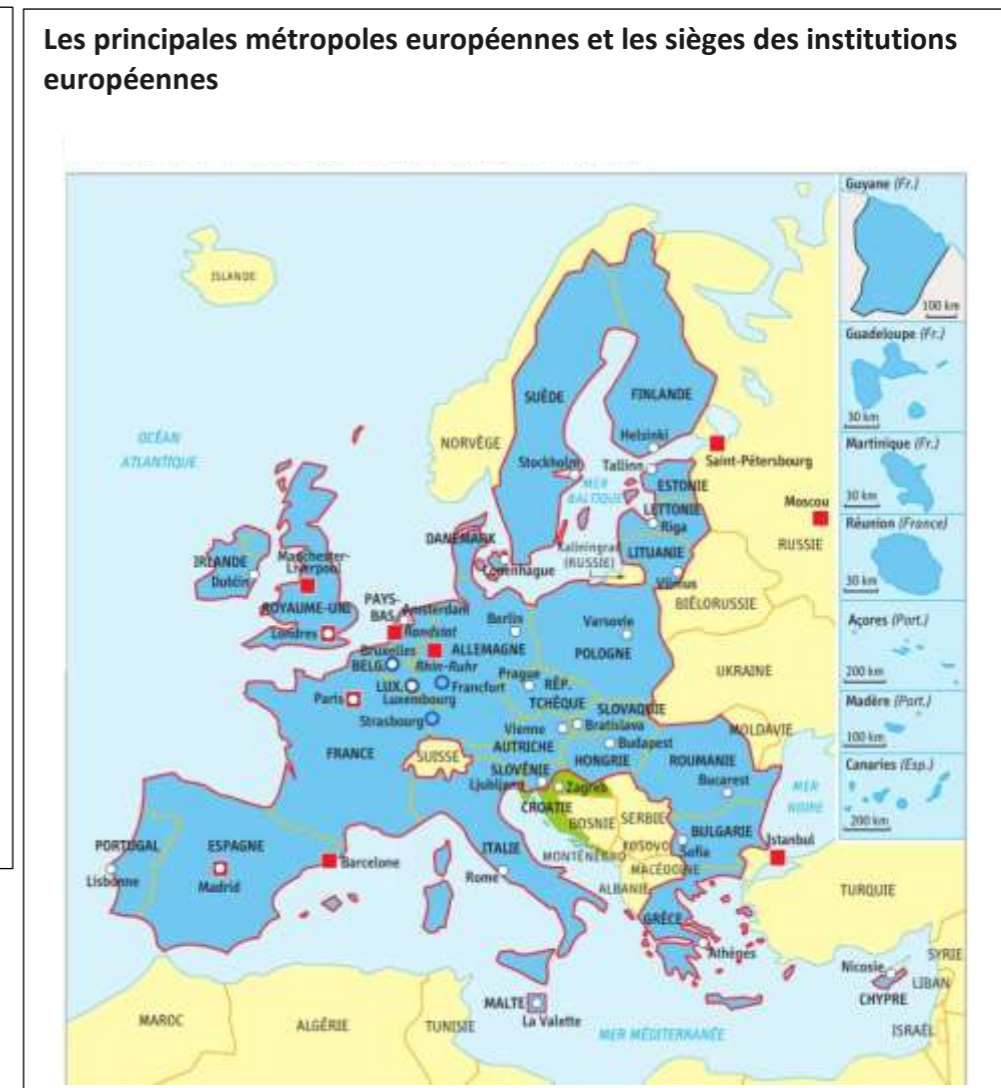 Les principales métropoles européennes et les sièges des institutions
européennes
Guyane (Fr.)
100 km
Guadeloupe (Fr.)
30 km
Martinique (Fr.)
30 km
Réunion (France)
30 km
Açores (Port.)
200 km
Madère (Port.)
100 km
Canaries (Esp.)
200 km
ISLANDE
OCÉAN
ATLANTIQUE
NORVÈGE
SUÈDE
FINLANDE
Helsinki
Saint-Pétersbourg
Stockholm
Tallinn
MER
BALTIQUE
ESTONIE
LETTONIE
Riga
Moscou
RUSSIE
DANEMARK
Copenhague
Kaliningrad
(RUSSIE)
LITUANIE
Vilnius
BIÉLORUSSIE
IRLANDE
Dublin
Manchester-
Liverpool
ROYAUME-UNI
Londres
PAYS-
BAS
Amsterdam
Randstat
Berlin
Varsovie
Bruxelles
BELG.
Rhin-Ruhr
ALLEMAGNE
POLOGNE
UKRAINE
LUX.
Luxembourg
Francfort
Prague
RÉP.
TCHÈQUE
SLOVAQUIE
Paris
Strasbourg
Vienne
Bratislava
MOLDAVIE
FRANCE
SUISSE
AUTRICHE
Budapest
HONGRIE
ROUMANIE
SLOVÉNIE
Ljubljana
Zagreb
Bucarest
MER
NOIRE
CROATIE
BOSNIE
SERBIE
PORTUGAL
Lisbonne
ESPAGNE
Madrid
Barcelone
ITALIE
Rome
MONTÉNÉGRO
KOSOVO
BULGARIE
Sofia
Istanbul
MACÉDOINE
ALBANIE
TURQUIE
GRÈCE
Athènes
Nicosie
CHYPRE
SYRIE
LIBAN
ISRAËL
MALTE
La Valette
MAROC
ALGÉRIE
TUNISIE
MER MÉDITERRANÉE